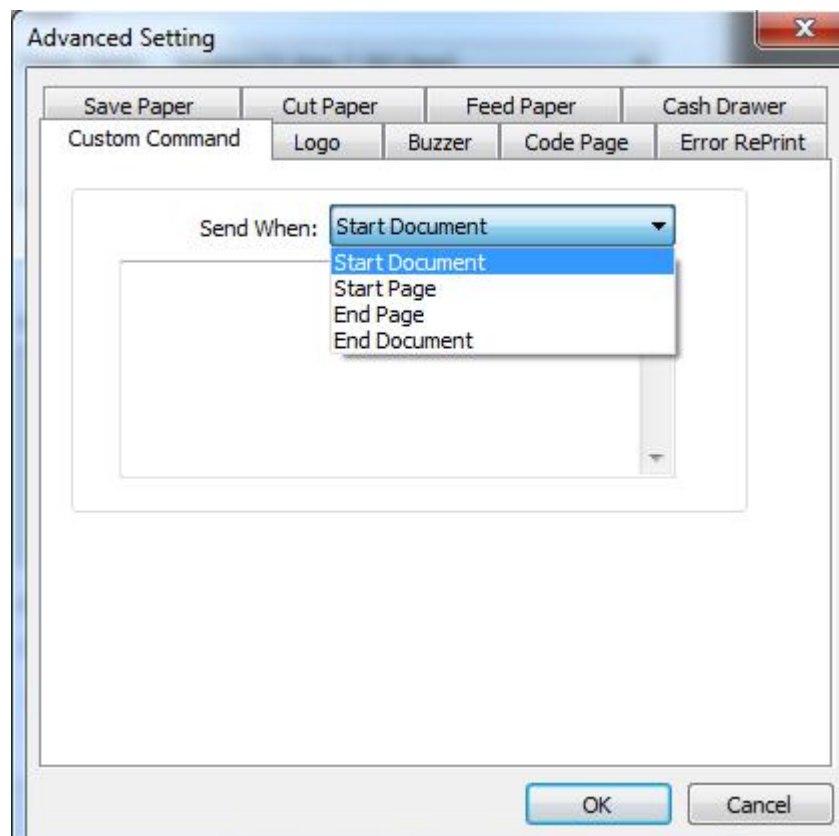 Advanced Setting
Save Paper Cut Paper Feed Paper Cash Drawer
Custom Command Logo Buzzer Code Page Error RePrint
Send When: Start Document
Start Document
Start Page
End Page
End Document
OK Cancel